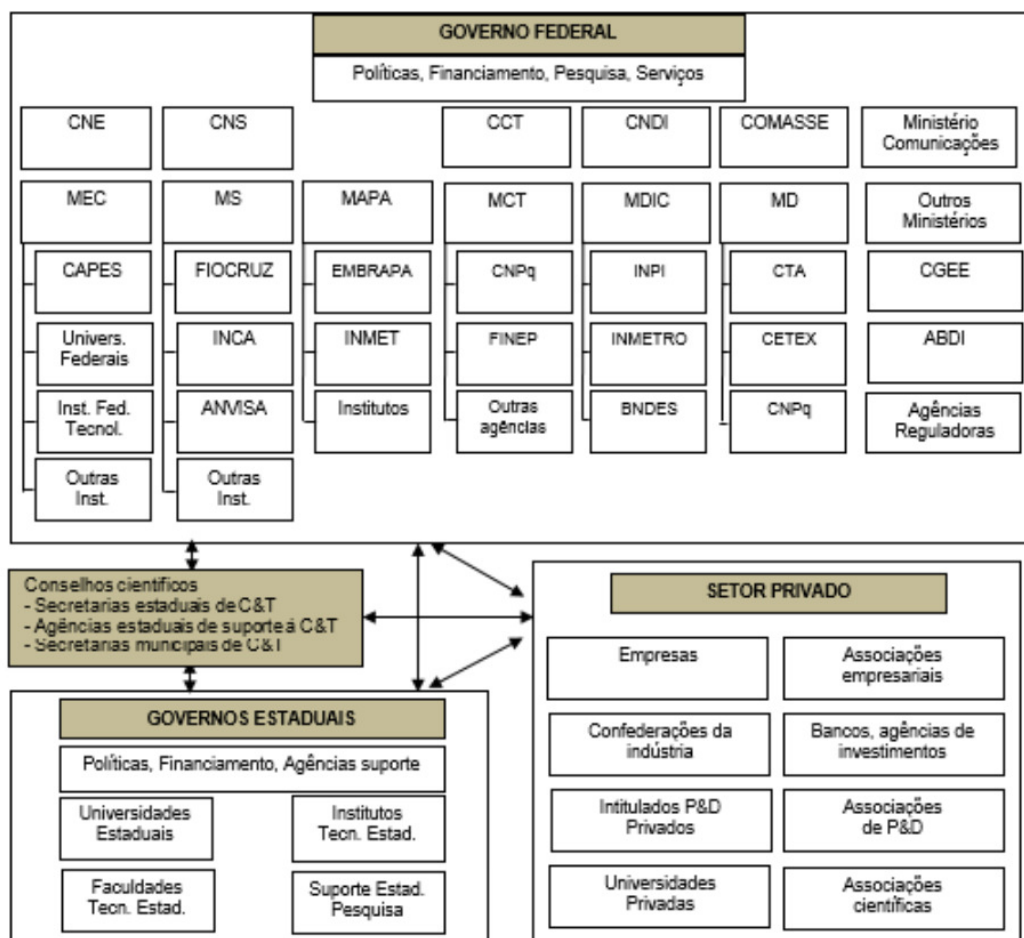 GOVERNO FEDERAL
Políticas, Financiamento, Pesquisa, Serviços
CNE
CNS
CCT
CNDI
COMASSE
Ministério
Comunicações
MEC
MS
MAPA
MCT
MDIC
MD
Outros
Ministérios
CAPES
FIOCRUZ
EMBRAPA
CNPq
INPI
CTA
CGEE
Univers.
Federais
INCA
INMET
FINEP
INMETRO
CETEX
ABDI
Inst. Fed.
Tecnol.
ANVISA
Institutos
Outras
agências
BNDES
CNPq
Agências
Reguladoras
Outras
Inst.
Outras
Inst.
Conselhos científicos
- Secretarias estaduais de C&T
- Agências estaduais de suporte á C&T
- Secretarias municipais de C&T
SETOR PRIVADO
Empresas
Associações
empresariais
Confederações da
indústria
Bancos, agências de
investimentos
Intitulados P&D
Privados
Associações
de P&D
Universidades
Privadas
Associações
científicas
GOVERNOS ESTADUAIS
Políticas, Financiamento, Agências suporte
Universidades
Estaduais
Institutos
Tecn. Estad.
Faculdades
Tecn. Estad.
Suporte Estad.
Pesquisa